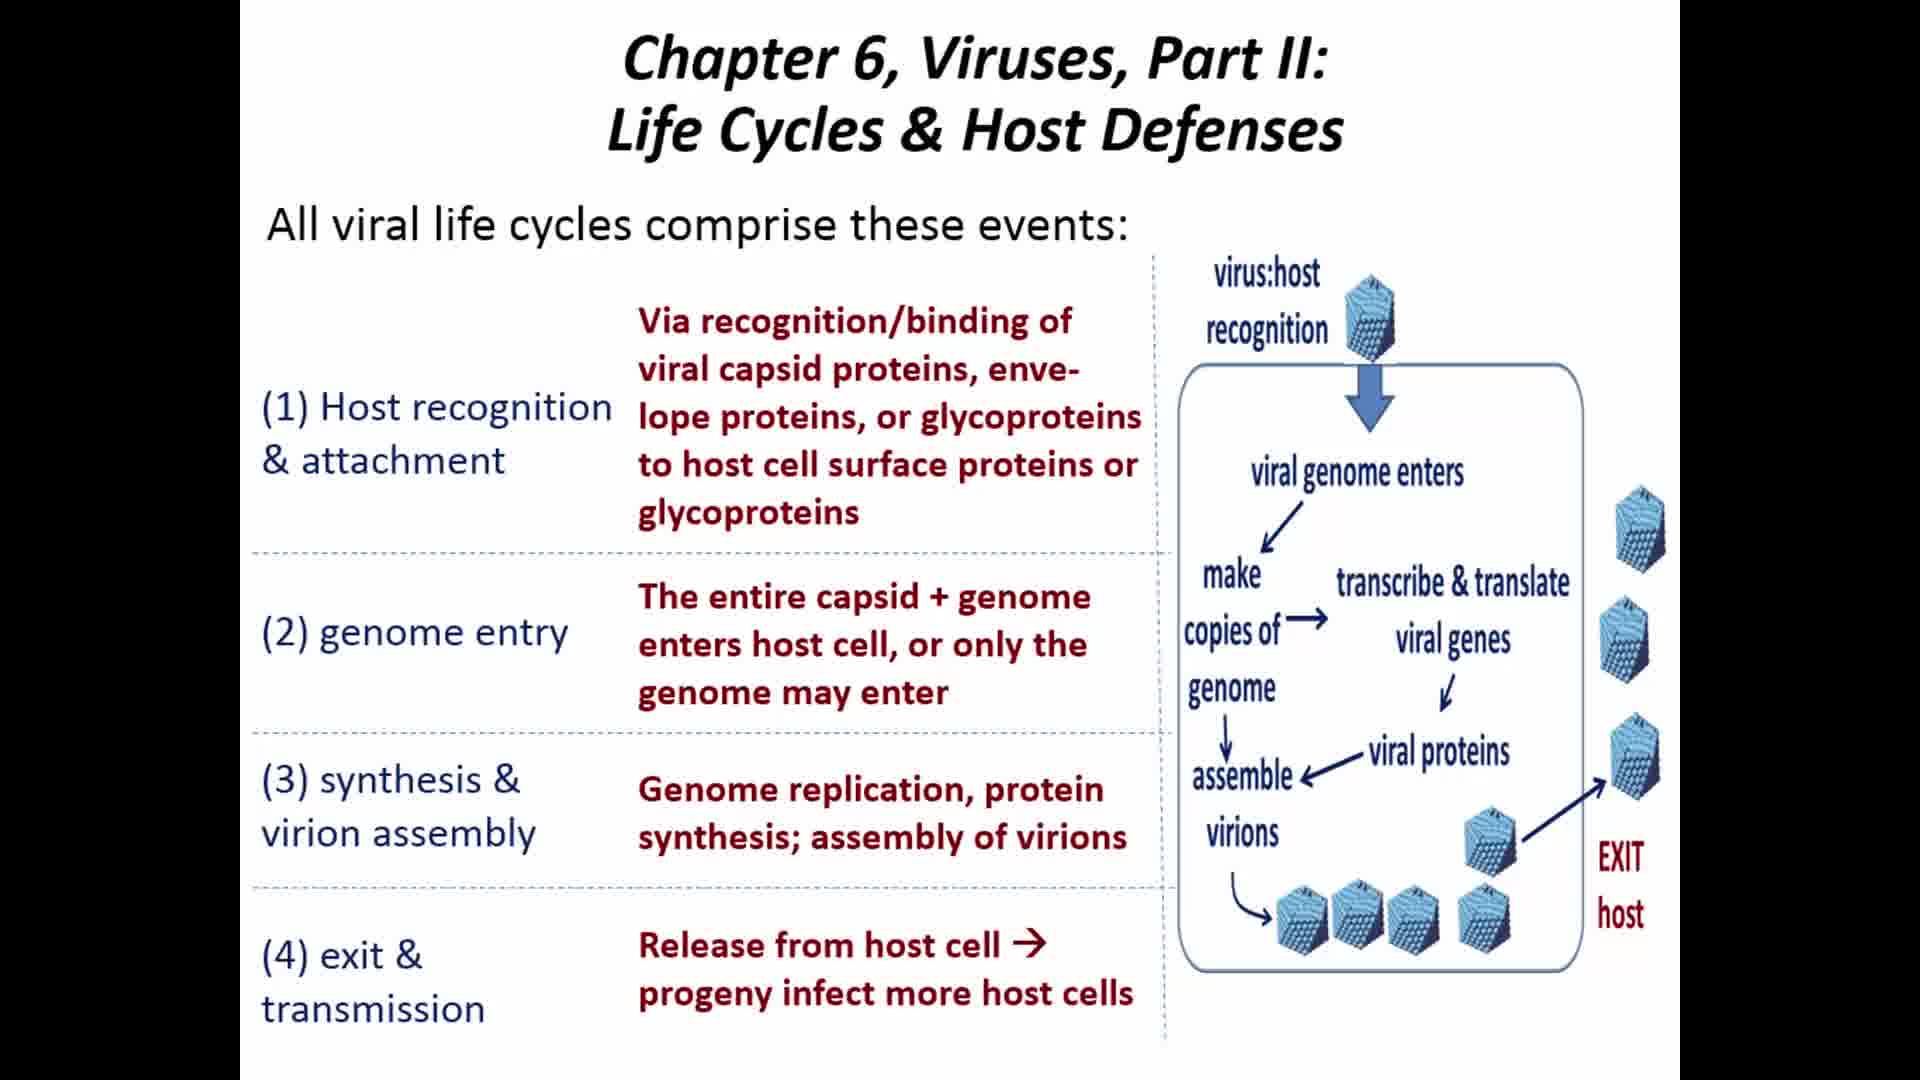 Chapter 6, Viruses, Part II:
Life Cycles & Host Defenses
All viral life cycles comprise these events:
(1) Host recognition
& attachment
Via recognition/binding of
viral capsid proteins, enve-
lope proteins, or glycoproteins
to host cell surface proteins or
glycoproteins
(2) genome entry
The entire capsid + genome
enters host cell, or only the
genome may enter
(3) synthesis &
virion assembly
Genome replication, protein
synthesis; assembly of virions
(4) exit &
transmission
Release from host cell →
progeny infect more host cells
virus:host
recognition
viral genome enters
make
copies of
genome
transcribe & translate
viral genes
viral proteins
assemble
virions
EXIT
host